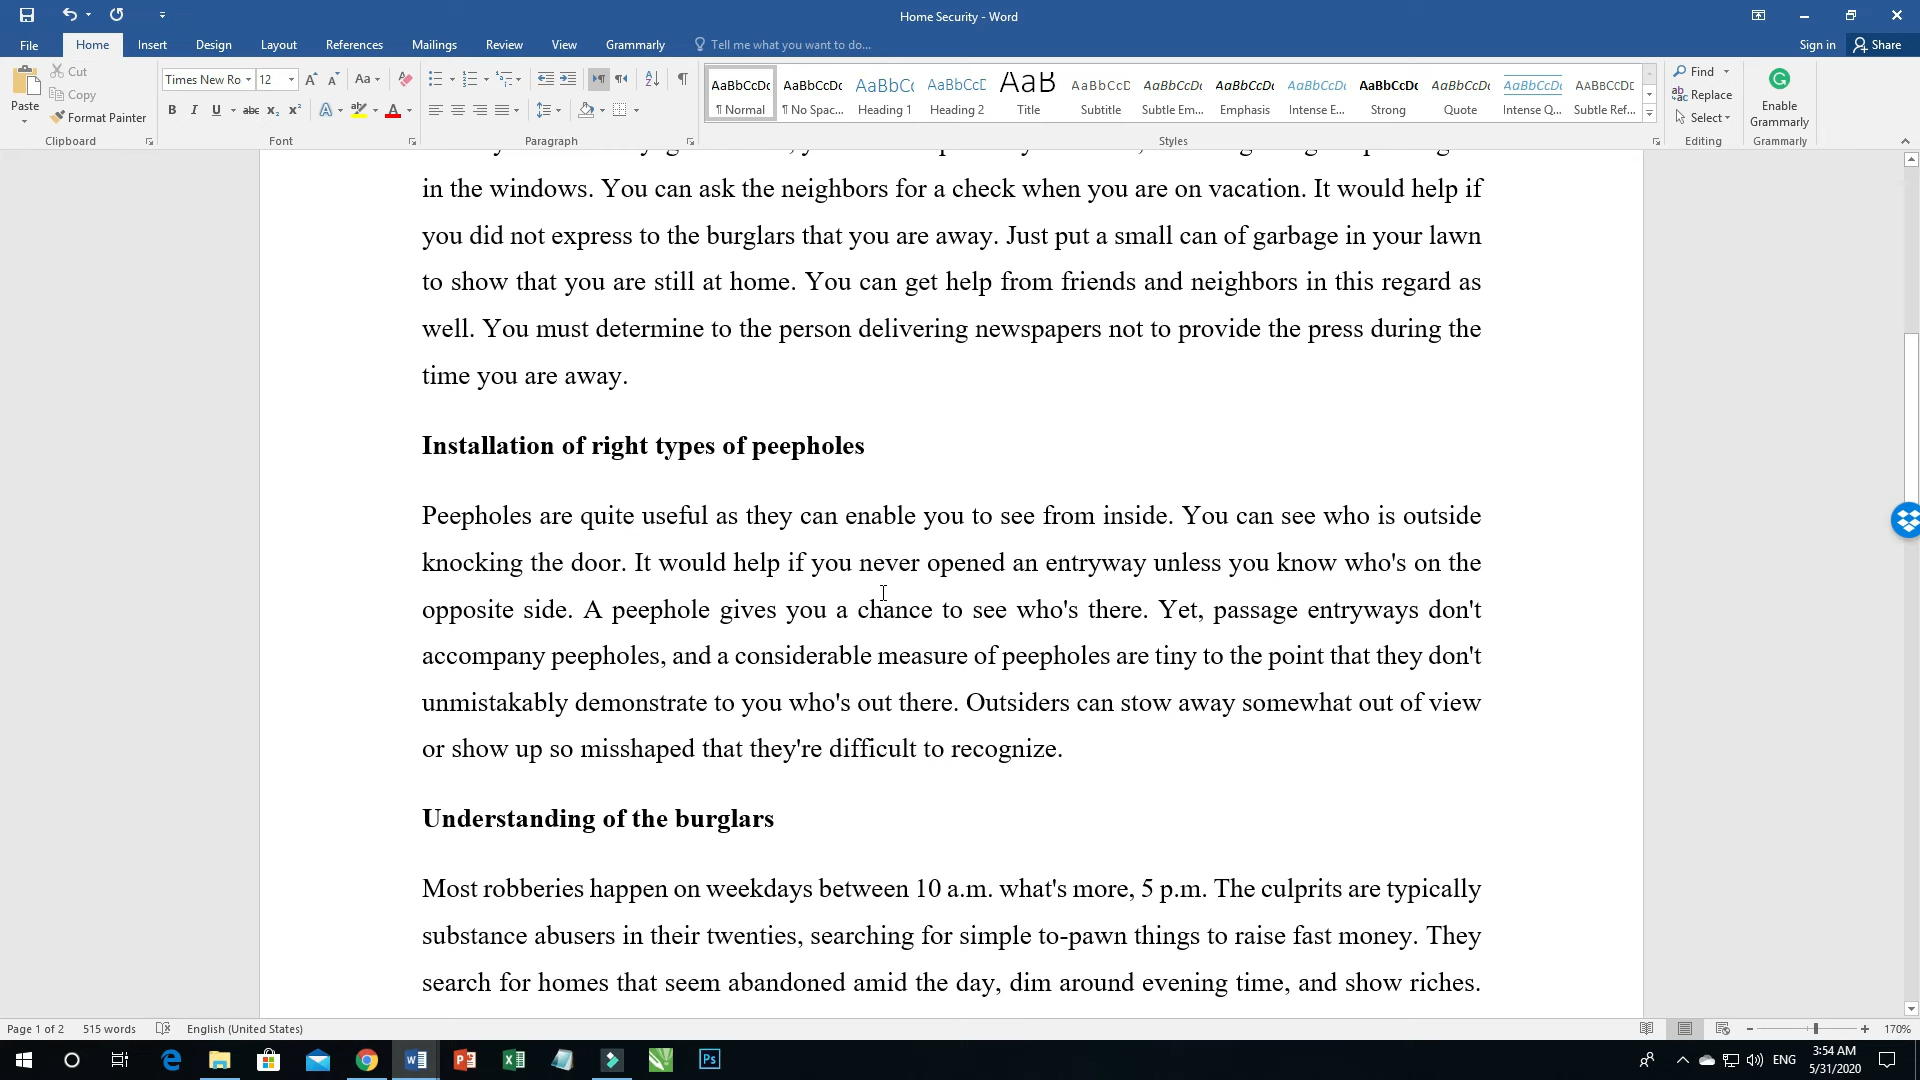 Home Security - Word
File Home Insert Design Layout References Mailings Review View Grammarly Tell me what you want to do... Sign in Share
Paste Cut Copy Format Painter Clipboard
Times New Ro 12 Aa
B I U abc X₂ X² A A Font
Paragraph
AaBbCcDc AaBbCcDc AaBbCc AaBbCcD AaB AaBbCcD AaBbCcDc AaBbCcDc AaBbCcDc AaBbCcDc AaBbCcDc AaBbCcDc AABBCCDD
¶ Normal ¶ No Spac... Heading 1 Heading 2 Title Subtitle Subtle Em... Emphasis Intense E... Strong Quote Intense Q... Subtle Ref...
Styles
Find Replace Select Editing
Enable Grammarly Grammarly
in the windows. You can ask the neighbors for a check when you are on vacation. It would help if
you did not express to the burglars that you are away. Just put a small can of garbage in your lawn
to show that you are still at home. You can get help from friends and neighbors in this regard as
well. You must determine to the person delivering newspapers not to provide the press during the
time you are away.
Installation of right types of peepholes
Peepholes are quite useful as they can enable you to see from inside. You can see who is outside
knocking the door. It would help if you never opened an entryway unless you know who's on the
opposite side. A peephole gives you a chance to see who's there. Yet, passage entryways don't
accompany peepholes, and a considerable measure of peepholes are tiny to the point that they don't
unmistakably demonstrate to you who's out there. Outsiders can stow away somewhat out of view
or show up so misshaped that they're difficult to recognize.
Understanding of the burglars
Most robberies happen on weekdays between 10 a.m. what's more, 5 p.m. The culprits are typically
substance abusers in their twenties, searching for simple to-pawn things to raise fast money. They
search for homes that seem abandoned amid the day, dim around evening time, and show riches.
Page 1 of 2 515 words English (United States) 170%
ENG 3:54 AM
5/31/2020